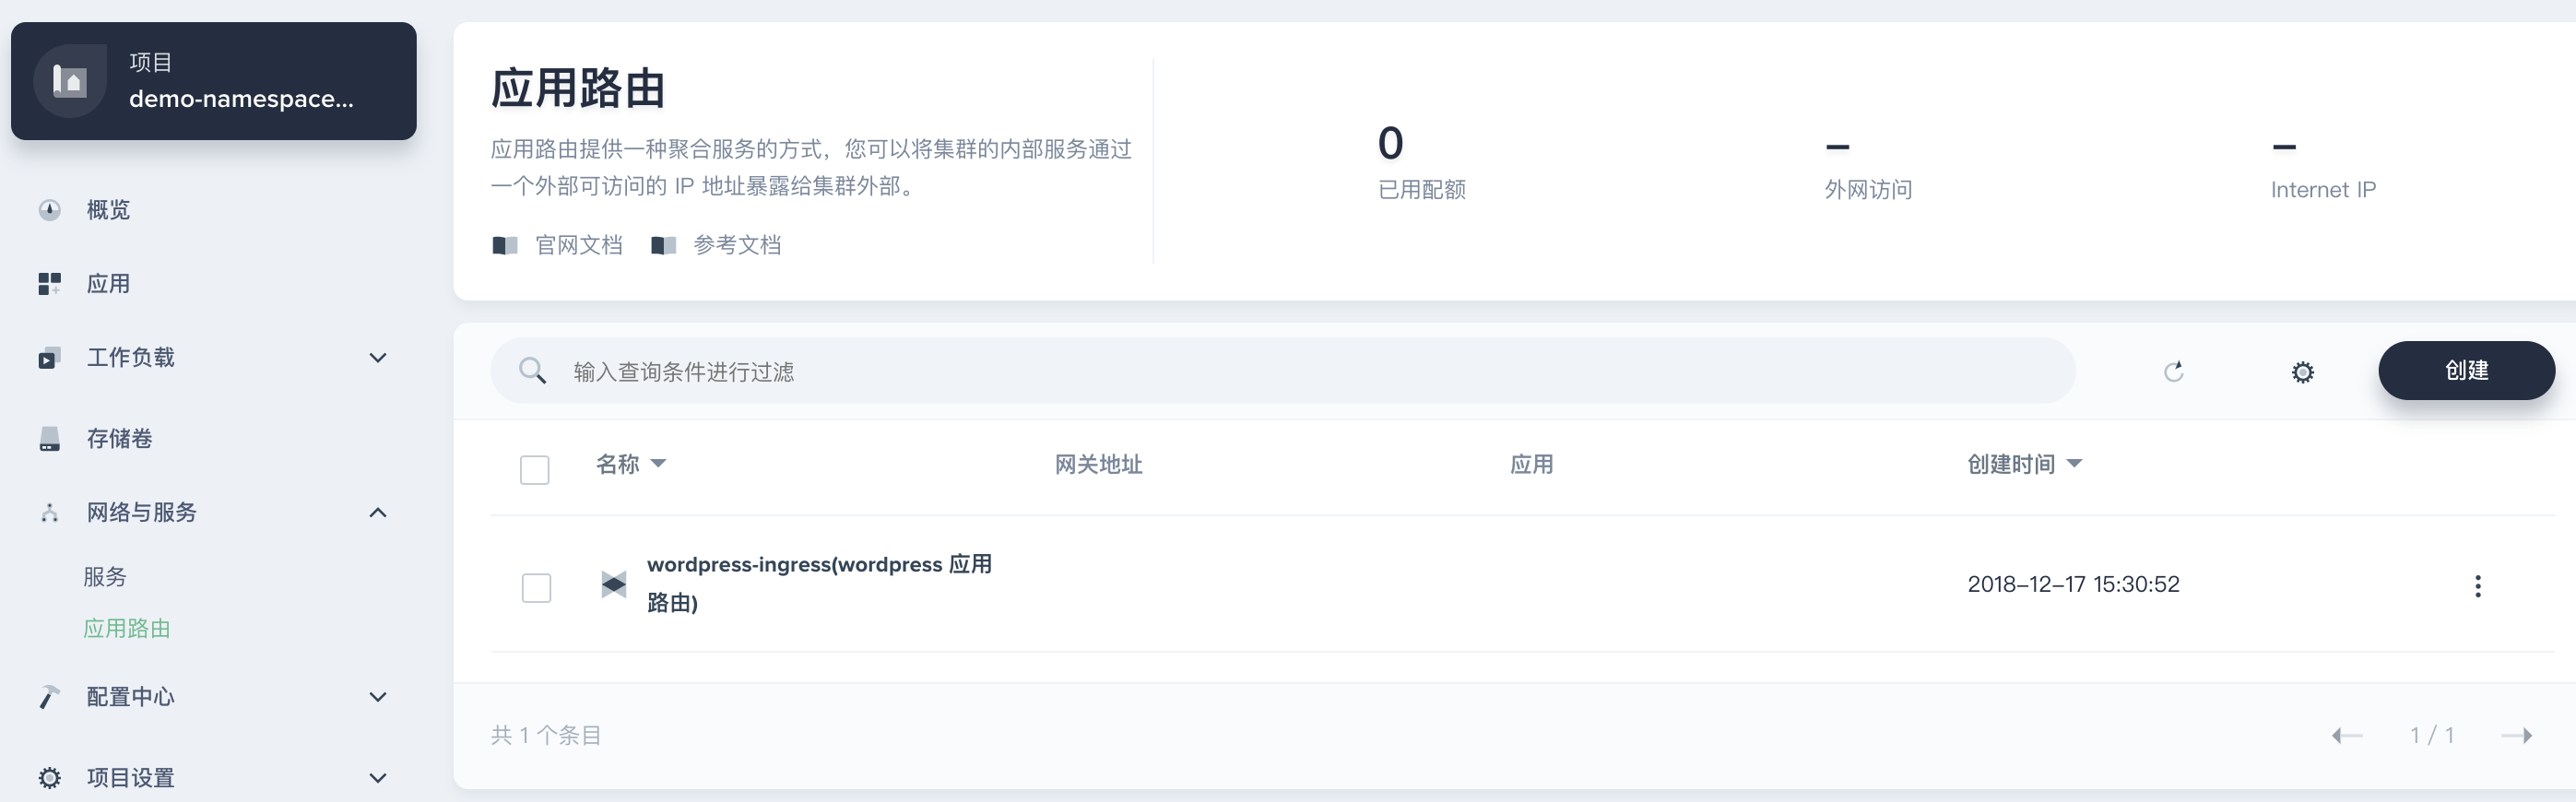 项目
demo-namespace...
概览
应用
工作负载
存储卷
网络与服务
服务
应用路由
配置中心
项目设置
应用路由
应用路由提供一种聚合服务的方式，您可以将集群的内部服务通过
一个外部可访问的 IP 地址暴露给集群外部。
官网文档 参考文档
0
已用配额
–
外网访问
–
Internet IP
输入查询条件进行过滤
创建
名称 网关地址 应用 创建时间
wordpress-ingress(wordpress 应用
路由)
2018–12–17 15:30:52
共 1 个条目
1 / 1